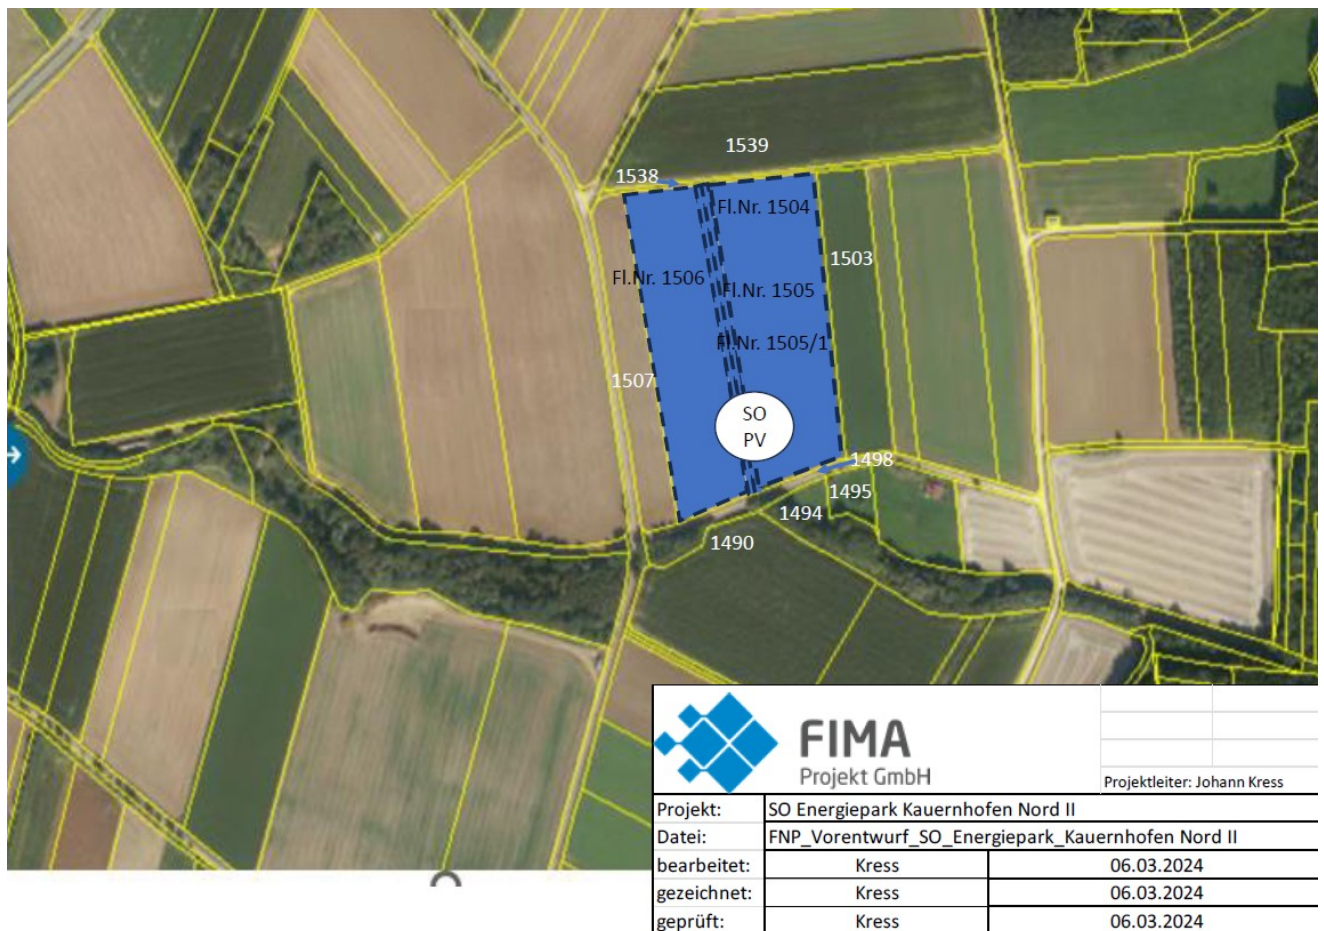 1539
1538
Fl.Nr. 1504
1503
Fl.Nr. 1506
Fl.Nr. 1505
Fl.Nr. 1505/1
1507
SO
PV
1498
1495
1494
1490
FIMA
Projekt GmbH
Projektleiter: Johann Kress
Projekt: SO Energiepark Kauernhofen Nord II
Datei: FNP_Vorentwurf_SO_Energiepark_Kauernhofen Nord II
bearbeitet: Kress 06.03.2024
gezeichnet: Kress 06.03.2024
geprüft: Kress 06.03.2024